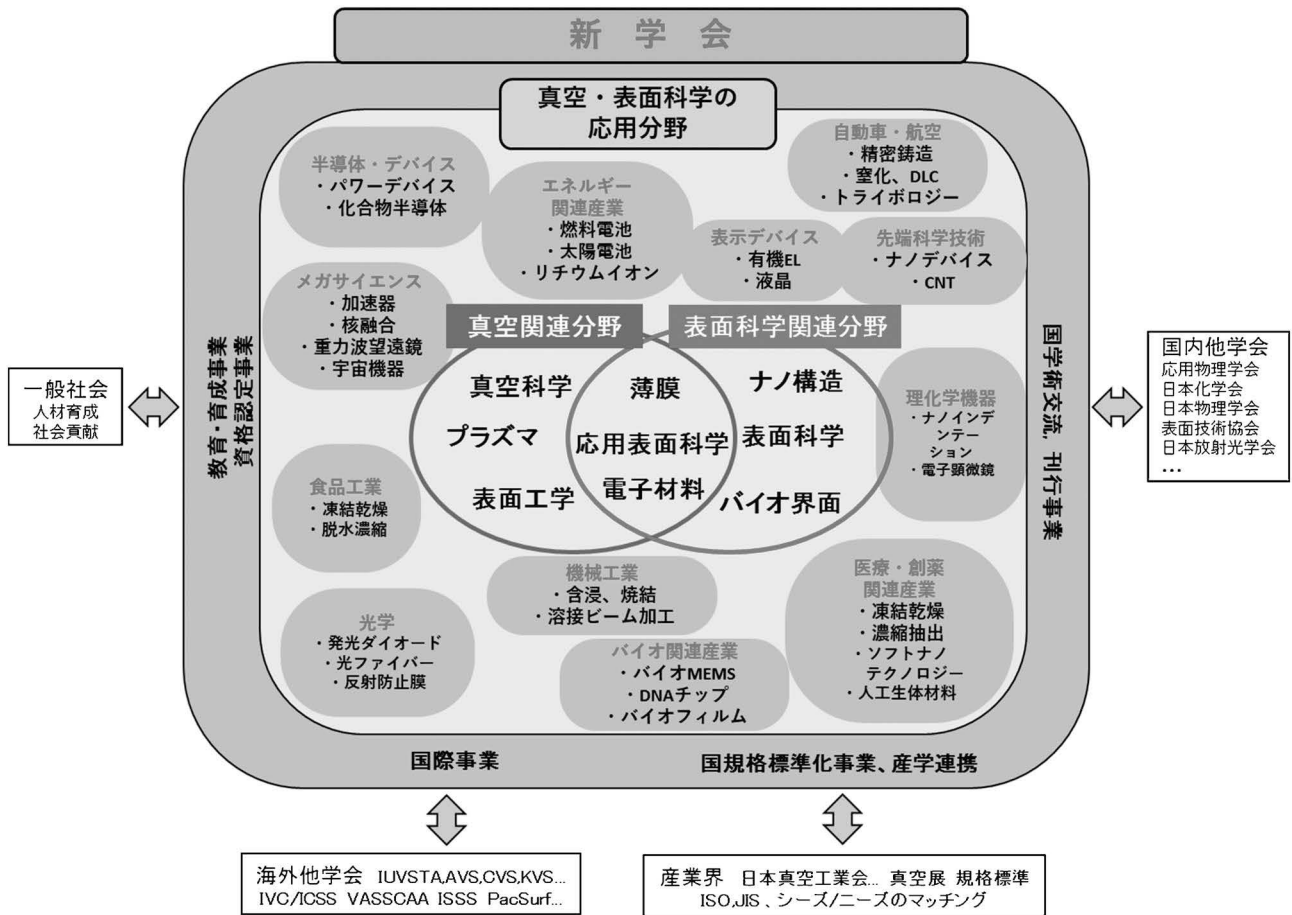 新 学 会
真空・表面科学の
応用分野
半導体・デバイス
・パワーデバイス
・化合物半導体
エネルギー
関連産業
・燃料電池
・太陽電池
・リチウムイオン
自動車・航空
・精密鋳造
・窒化、DLC
・トライボロジー
表示デバイス
・有機EL
・液晶
先端科学技術
・ナノデバイス
・CNT
メガサイエンス
・加速器
・核融合
・重力波望遠鏡
・宇宙機器
真空関連分野
表面科学関連分野
真空科学
プラズマ
表面工学
薄膜
応用表面科学
電子材料
ナノ構造
表面科学
バイオ界面
理化学機器
・ナノインデ
ンテー
ション
・電子顕微鏡
食品工業
・凍結乾燥
・脱水濃縮
機械工業
・含浸、焼結
・溶接ビーム加工
医療・創薬
関連産業
・凍結乾燥
・濃縮抽出
・ソフトナノ
テクノロジー
・人工生体材料
光学
・発光ダイオード
・光ファイバー
・反射防止膜
バイオ関連産業
・バイオMEMS
・DNAチップ
・バイオフィルム
教育・育成事業
資格認定事業
国学術交流, 刊行事業
国際事業
国規格標準化事業、産学連携
一般社会
人材育成
社会貢献
国内他学会
応用物理学会
日本化学会
日本物理学会
表面技術協会
日本放射光学会
…
海外他学会 IUVSTA,AVS,CVS,KVS...
IVC/ICSS VASSCAA ISSS PacSurf...
産業界 日本真空工業会... 真空展 規格標準
ISO,JIS 、シーズ/ニーズのマッチング